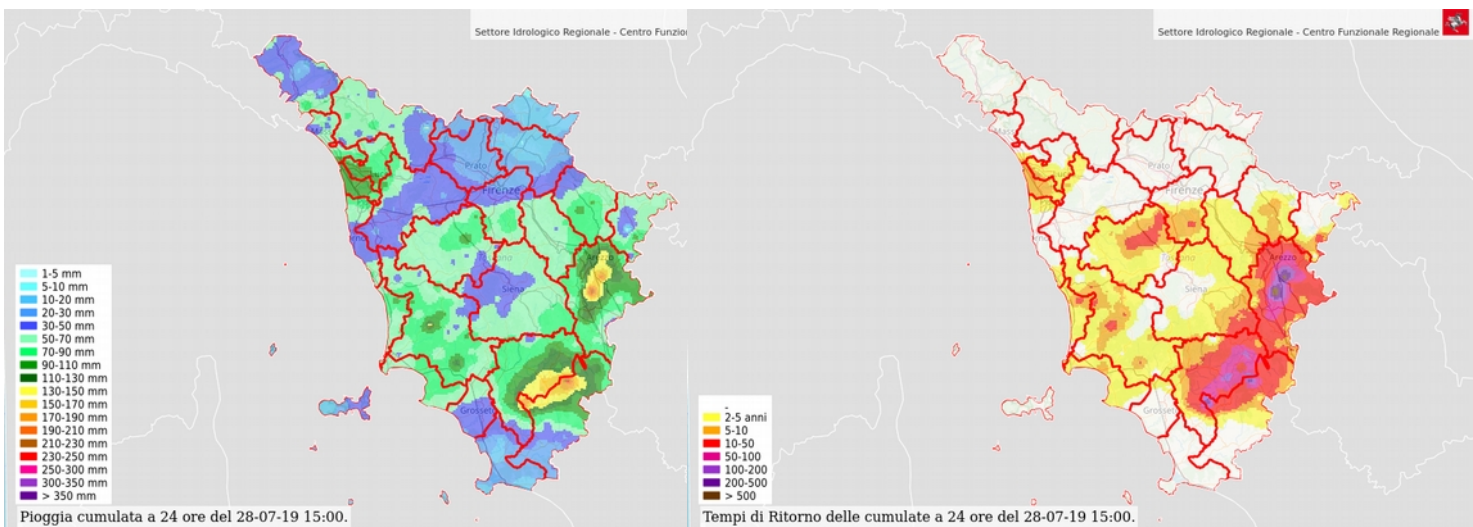 Settore Idrologico Regionale - Centro Funzio
Mass
Prato
Firenze
Arezzo
Siena
Grosseto
1-5 mm
5-10 mm
10-20 mm
20-30 mm
30-50 mm
50-70 mm
70-90 mm
90-110 mm
110-130 mm
130-150 mm
150-170 mm
170-190 mm
190-210 mm
210-230 mm
230-250 mm
250-300 mm
300-350 mm
> 350 mm
Pioggia cumulata a 24 ore del 28-07-19 15:00.
Settore Idrologico Regionale - Centro Funzionale Regionale
Mass
Prato
Firenze
Arezzo
Siena
Grosseto
-
2-5 anni
5-10
10-50
50-100
100-200
200-500
> 500
Tempi di Ritorno delle cumulate a 24 ore del 28-07-19 15:00.